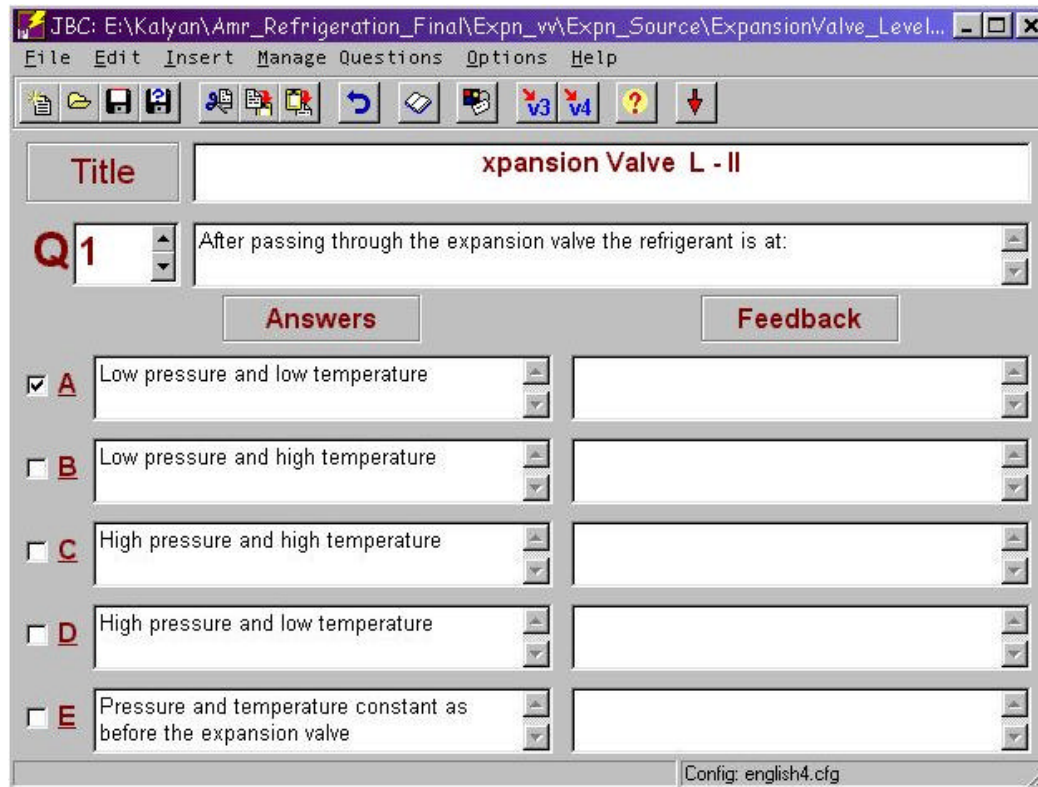 JBC: E:\Kalyan\Amr_Refrigeration_Final\Expn_vv\Expn_Source\ExpansionValve_Level...
File Edit Insert Manage Questions Options Help
v3 v4 ?
Title
xpansion Valve L - II
Q 1
After passing through the expansion valve the refrigerant is at:
Answers Feedback
A Low pressure and low temperature
B Low pressure and high temperature
C High pressure and high temperature
D High pressure and low temperature
E Pressure and temperature constant as
before the expansion valve
Config: english4.cfg